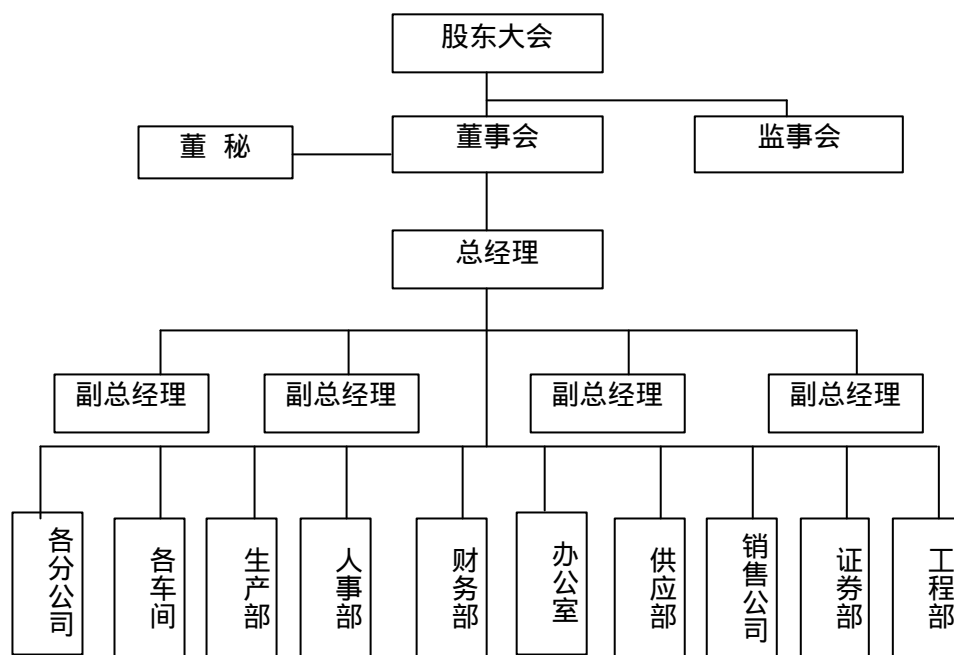 股东大会
董 秘
董事会
监事会
总经理
副总经理
副总经理
副总经理
副总经理
各分公司
各车间
生产部
人事部
财务部
办公室
供应部
销售公司
证券部
工程部